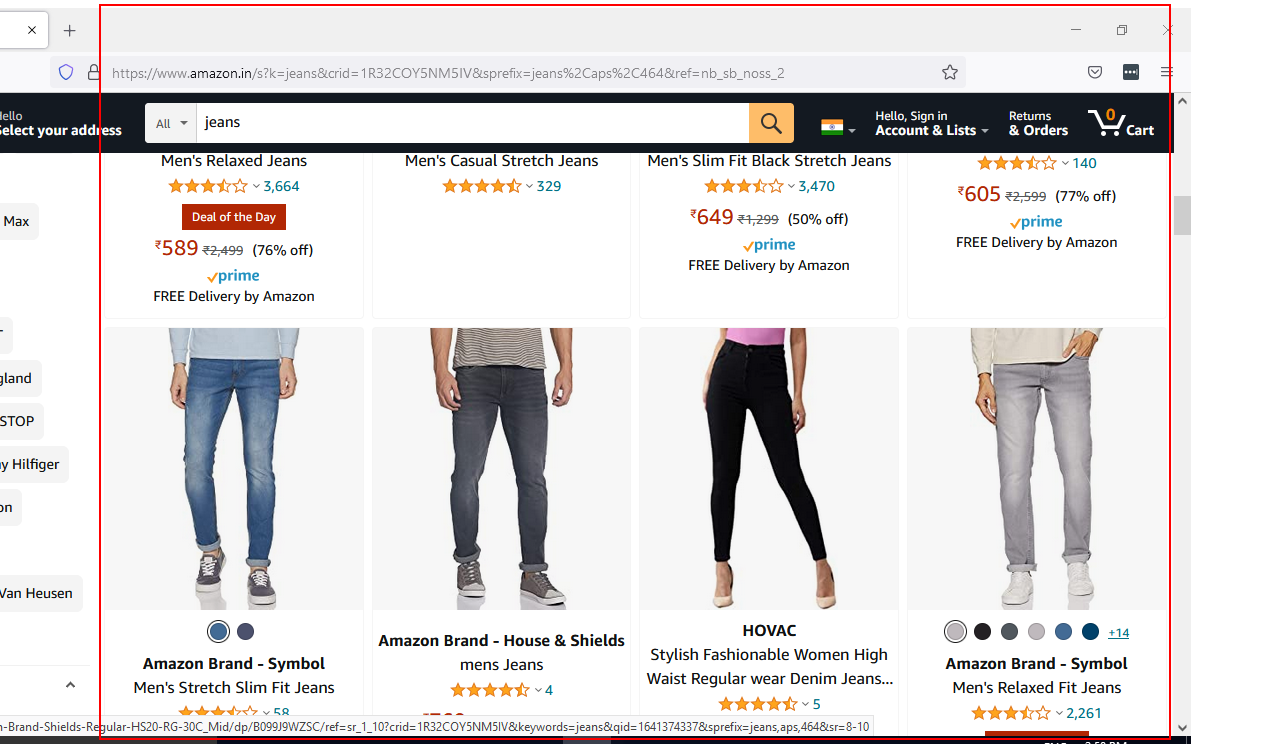 https://www.amazon.in/s?k=jeans&crid=1R32COY5NM5IV&sprefix=jeans%2Caps%2C464&ref=nb_sb_noss_2
ello
elect your address
All
jeans
Hello, Sign in
Account & Lists
Returns
& Orders
0
Cart
Max
gland
STOP
y Hilfiger
on
Van Heusen
Men's Relaxed Jeans
3,664
Deal of the Day
₹589 ₹2,499 (76% off)
prime
FREE Delivery by Amazon
Men's Casual Stretch Jeans
329
Men's Slim Fit Black Stretch Jeans
3,470
₹649 ₹1,299 (50% off)
prime
FREE Delivery by Amazon
140
₹605 ₹2,599 (77% off)
prime
FREE Delivery by Amazon
Amazon Brand - Symbol
Men's Stretch Slim Fit Jeans
58
Amazon Brand - House & Shields
mens Jeans
4
HOVAC
Stylish Fashionable Women High
Waist Regular wear Denim Jeans...
5
+14
Amazon Brand - Symbol
Men's Relaxed Fit Jeans
2,261
n-Brand-Shields-Regular-HS20-RG-30C_Mid/dp/B099J9WZSC/ref=sr_1_10?crid=1R32COY5NM5IV&keywords=jeans&qid=1641374337&sprefix=jeans,aps,464&sr=8-10